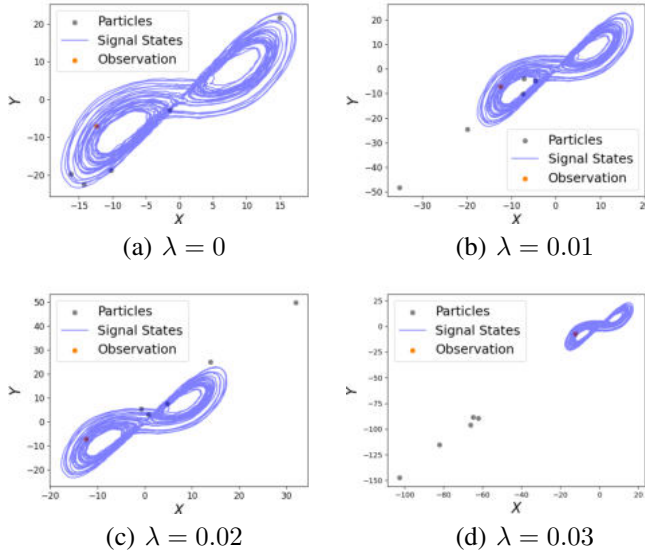 Particles
Signal States
Observation
Y
20
10
0
−10
−20
−15 −10 −5 0 5 10 15
X
(a) λ = 0
Y
20
10
0
−10
−20
−30
−40
−50
Particles
Signal States
Observation
−30 −20 −10 0 10 20
X
(b) λ = 0.01
Particles
Signal States
Observation
Y
50
40
30
20
10
0
−10
−20
−20 −10 0 10 20 30
X
(c) λ = 0.02
Particles
Signal States
Observation
Y
25
0
−25
−50
−75
−100
−125
−150
−100 −80 −60 −40 −20 0 20
X
(d) λ = 0.03